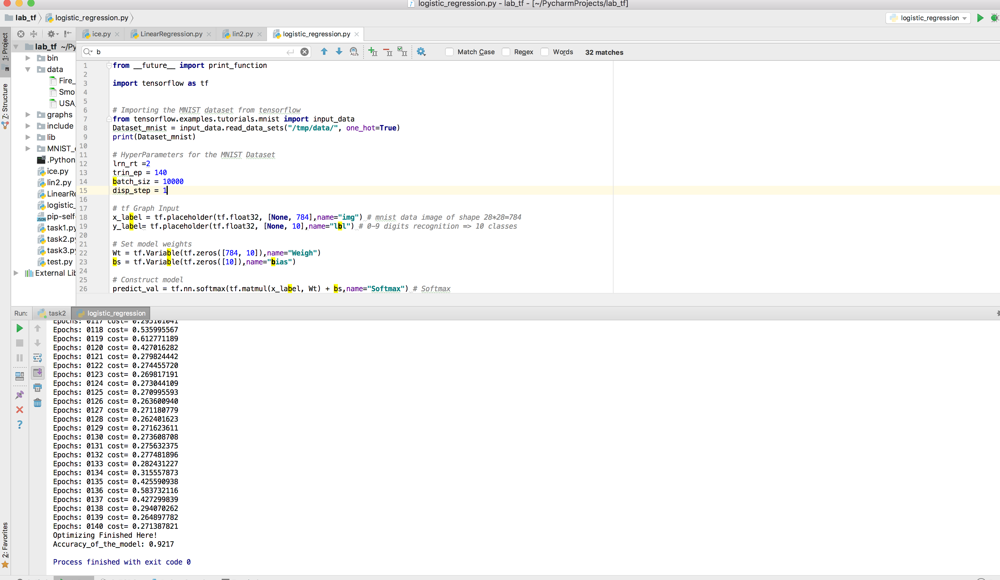 logistic_regression.py - lab_tf - [~/PycharmProjects/lab_tf]
lab_tf logistic_regression.py
logistic_regression
ice.py LinearRegression.py lin2.py logistic_regression.py
1: Project
7: Structure
2: Favorites
lab_tf ~/Py
bin
data
Fire_
Smo
USA_
graphs
include
lib
MNIST_
.Python
ice.py
lin2.py
LinearRe
logistic_
pip-self
task1.py
task2.py
task3.py
test.py
External Lib
b
ALL
Match Case Regex Words 32 matches
1 from __future__ import print_function
2
3 import tensorflow as tf
4
5
6 # Importing the MNIST dataset from tensorflow
7 from tensorflow.examples.tutorials.mnist import input_data
8 Dataset_mnist = input_data.read_data_sets("/tmp/data/", one_hot=True)
9 print(Dataset_mnist)
10
11 # HyperParameters for the MNIST Dataset
12 lrn_rt =2
13 trin_ep = 140
14 batch_siz = 10000
15 disp_step = 1
16
17 # tf Graph Input
18 x_label = tf.placeholder(tf.float32, [None, 784],name="img") # mnist data image of shape 28*28=784
19 y_label= tf.placeholder(tf.float32, [None, 10],name="lbl") # 0-9 digits recognition => 10 classes
20
21 # Set model weights
22 Wt = tf.Variable(tf.zeros([784, 10]),name="Weigh")
23 bs = tf.Variable(tf.zeros([10]),name="bias")
24
25 # Construct model
26 predict_val = tf.nn.softmax(tf.matmul(x_label, Wt) + bs,name="Softmax") # Softmax
Run: task2 logistic_regression
Epochs: 0117 cost= 0.295101041
Epochs: 0118 cost= 0.535995567
Epochs: 0119 cost= 0.612771189
Epochs: 0120 cost= 0.427016282
Epochs: 0121 cost= 0.279824442
Epochs: 0122 cost= 0.274455720
Epochs: 0123 cost= 0.269817191
Epochs: 0124 cost= 0.273044109
Epochs: 0125 cost= 0.270995593
Epochs: 0126 cost= 0.263600940
Epochs: 0127 cost= 0.271180779
Epochs: 0128 cost= 0.262401623
Epochs: 0129 cost= 0.271623611
Epochs: 0130 cost= 0.273608708
Epochs: 0131 cost= 0.275632375
Epochs: 0132 cost= 0.277481896
Epochs: 0133 cost= 0.282431227
Epochs: 0134 cost= 0.315557873
Epochs: 0135 cost= 0.425590938
Epochs: 0136 cost= 0.583732116
Epochs: 0137 cost= 0.427299839
Epochs: 0138 cost= 0.294070262
Epochs: 0139 cost= 0.264897782
Epochs: 0140 cost= 0.271387821
Optimizing Finished Here!
Accuracy_of_the_model: 0.9217
Process finished with exit code 0